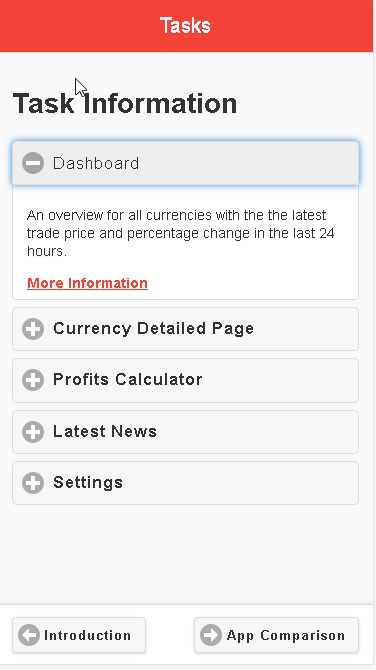 Tasks
Task Information
Dashboard
An overview for all currencies with the the latest
trade price and percentage change in the last 24
hours.
More Information
Currency Detailed Page
Profits Calculator
Latest News
Settings
Introduction
App Comparison